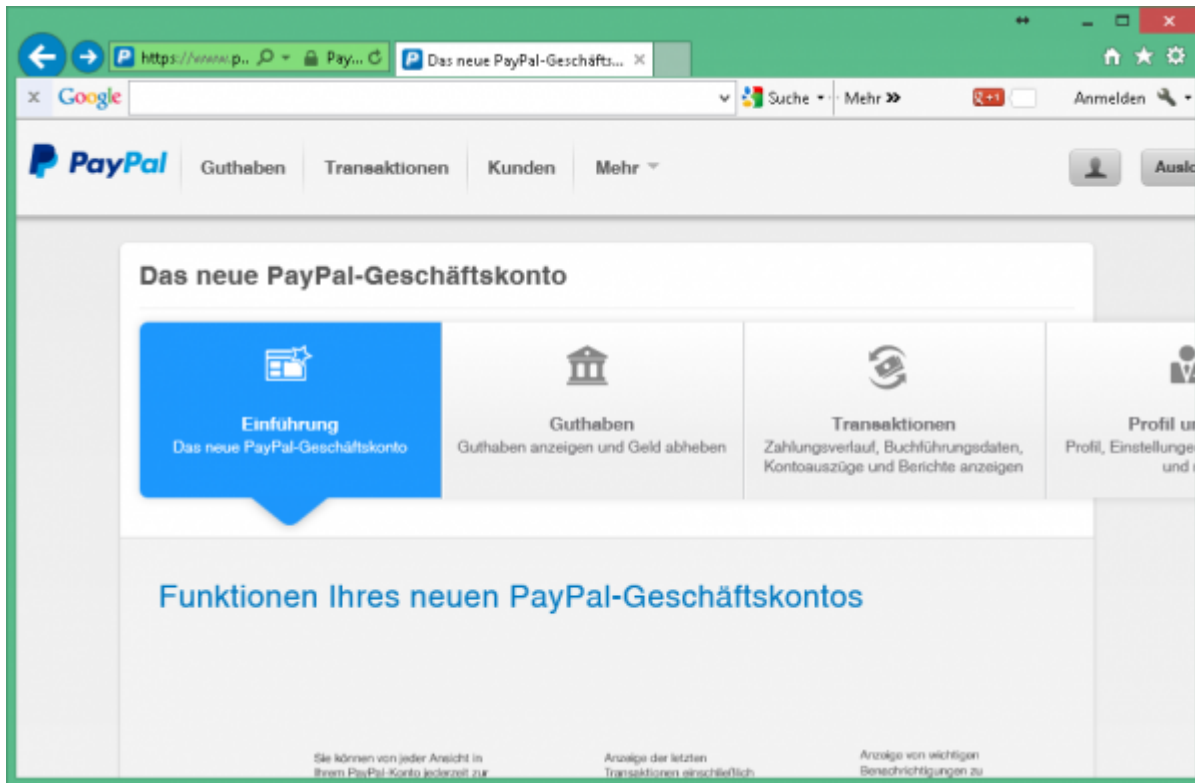 https://www.p.. Pay... Das neue PayPal-Geschäfts...
Google Suche Mehr Anmelden
PayPal Guthaben Transaktionen Kunden Mehr
Das neue PayPal-Geschäftskonto
Einführung
Das neue PayPal-Geschäftskonto
Guthaben
Guthaben anzeigen und Geld abheben
Transaktionen
Zahlungsverlauf, Buchführungsdaten,
Kontoauszüge und Berichte anzeigen
Profil
Profil,
und
Funktionen Ihres neuen PayPal-Geschäftskontos
Sie können von jeder Ansicht in
Ihrem PayPal-Konto jederzeit zur
Anzeige der letzten
Transaktionen einschließlich
Anzeige von wichtigen
Benachrichtigungen zu